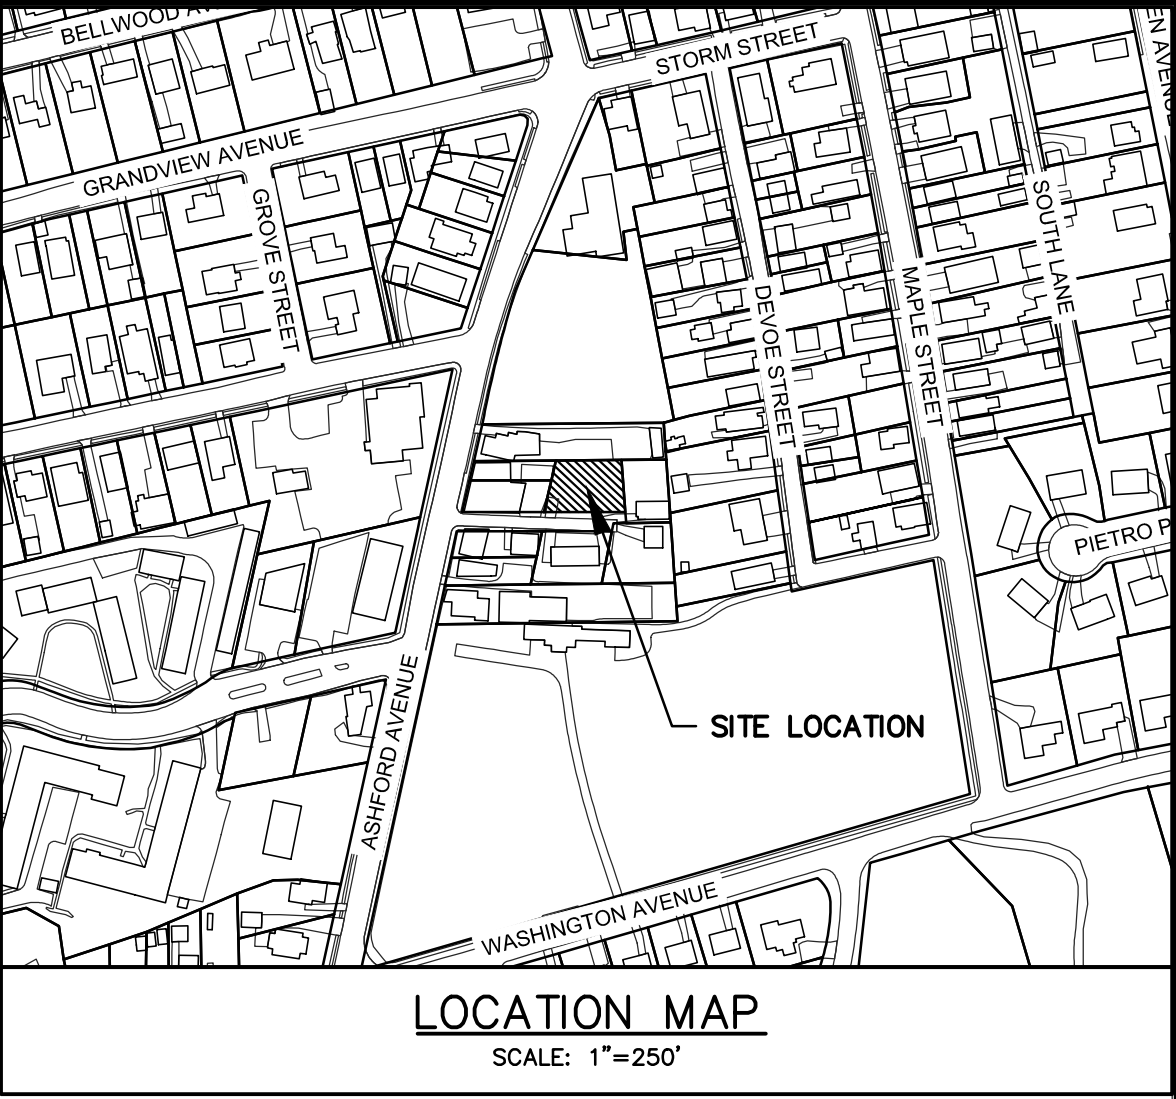 BELLWOOD
STORM STREET
GRANDVIEW AVENUE
GROVE STREET
SOUTH LANE
MAPLE STREET
DEVOE STREET
PIETRO
SITE LOCATION
ASHFORD AVENUE
WASHINGTON AVENUE
LOCATION MAP
SCALE: 1"=250'